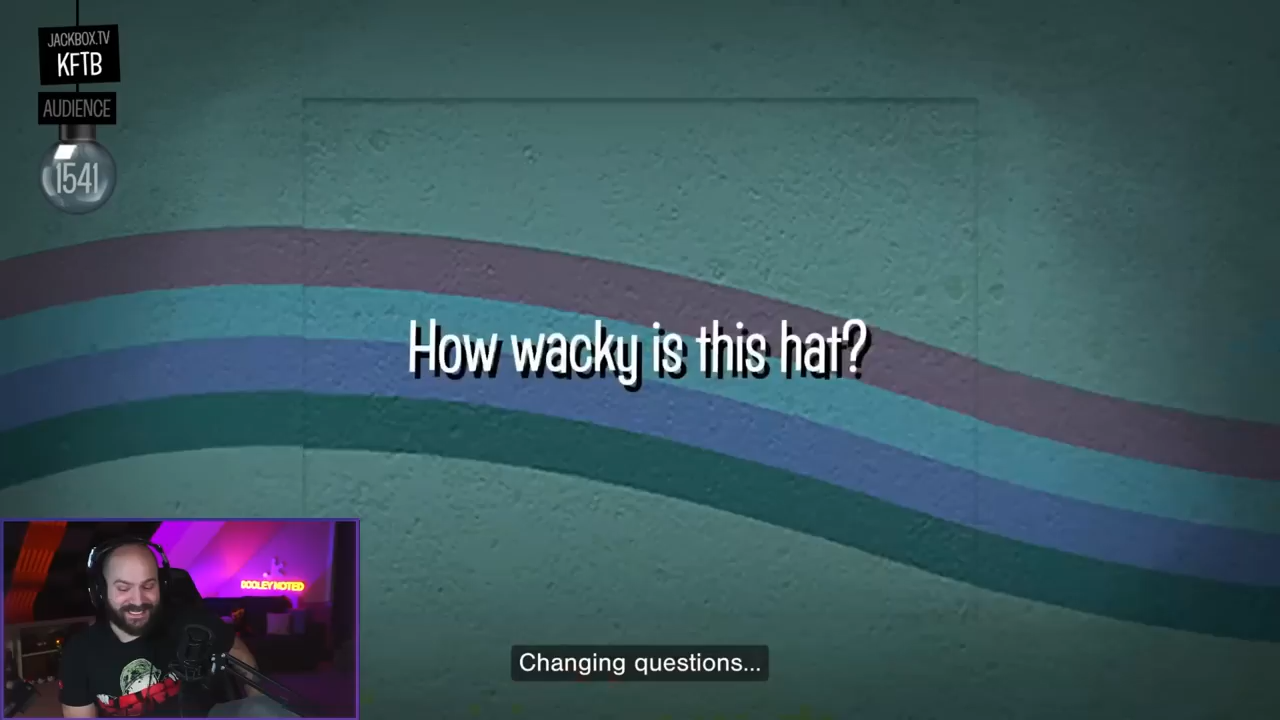 JACKBOX.TV
KFTB
AUDIENCE
1541
How wacky is this hat?
DOOLEY NOTED
Changing questions...